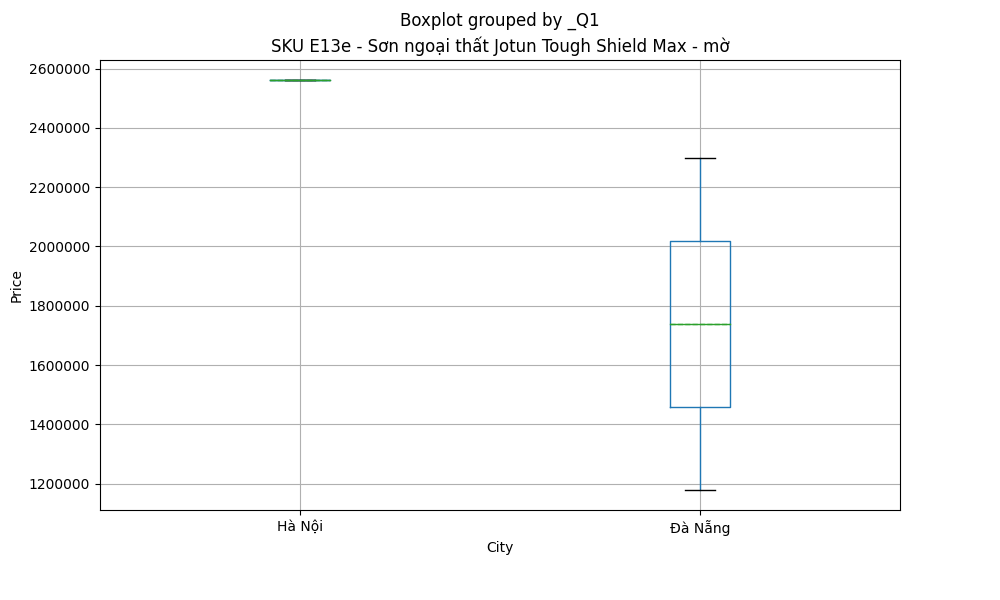 Boxplot grouped by _Q1
SKU E13e - Sơn ngoại thất Jotun Tough Shield Max - mờ
2600000
2400000
2200000
2000000
1800000
1600000
1400000
1200000
Price
Hà Nội
Đà Nẵng
City